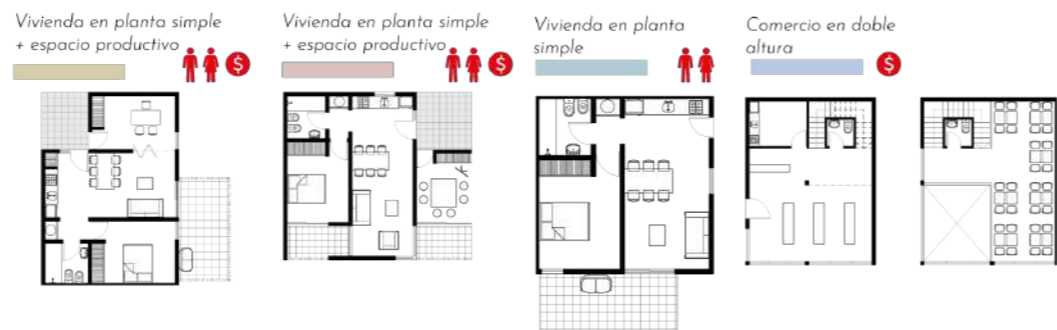 Vivienda en planta simple
+ espacio productivo
$
Vivienda en planta simple
+ espacio productivo
$
Vivienda en planta
simple
Comercio en doble
altura
$